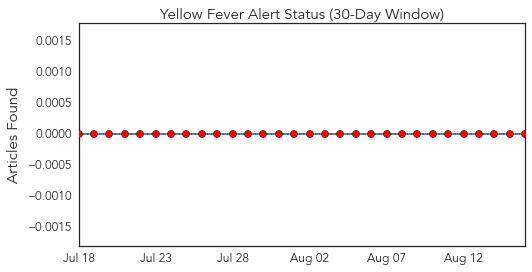 Yellow Fever Alert Status (30-Day Window)
Articles Found
0.0015
0.0010
0.0005
0.0000
−0.0005
−0.0010
−0.0015
Jul 18 Jul 23 Jul 28 Aug 02 Aug 07 Aug 12